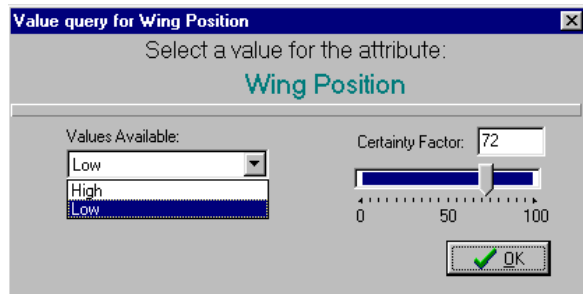 Value query for Wing Position
Select a value for the attribute:
Wing Position
Values Available:
Low
High
Low
Certainty Factor: 72
0 50 100
OK